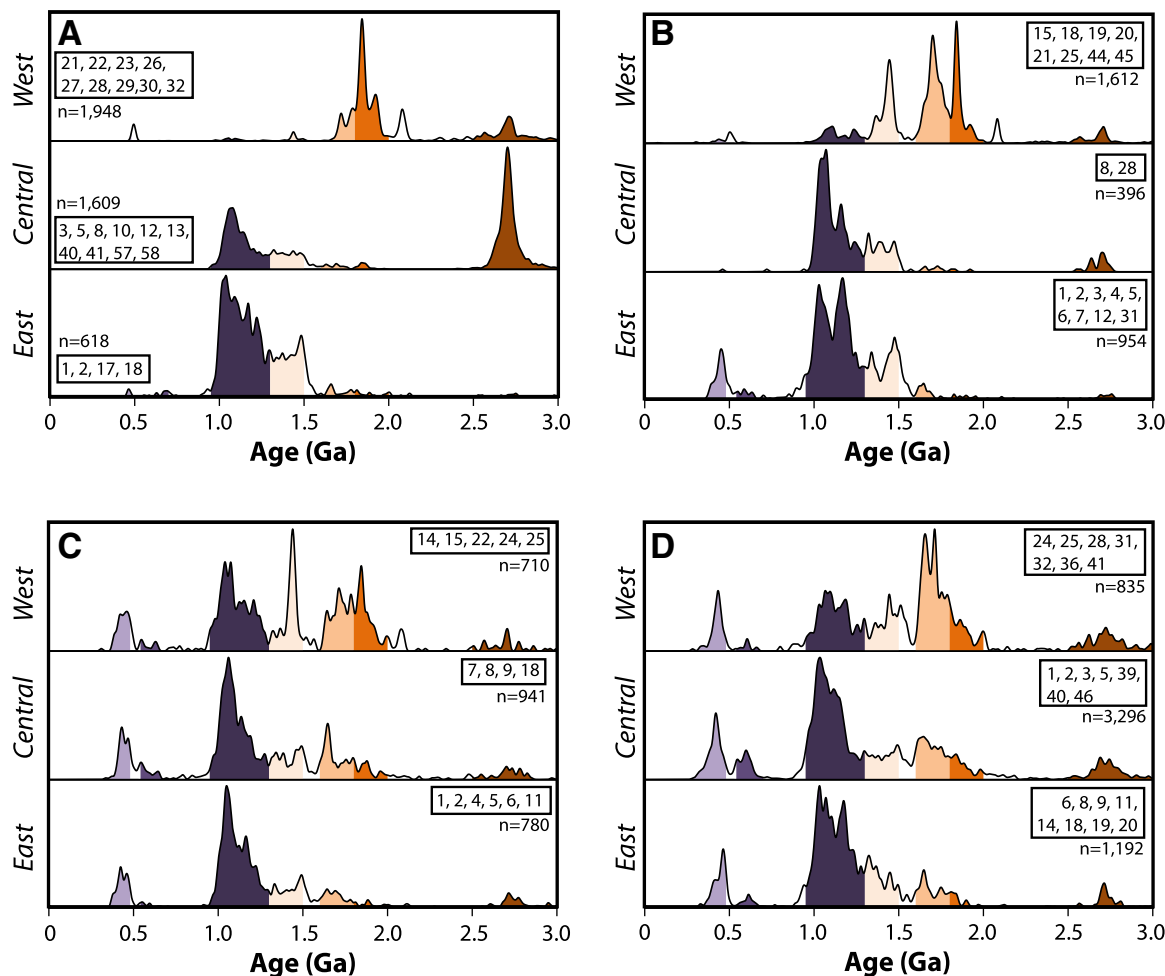 A
West
21, 22, 23, 26,
27, 28, 29,30, 32
n=1,948
Central
n=1,609
3, 5, 8, 10, 12, 13,
40, 41, 57, 58
East
n=618
1, 2, 17, 18
0 0.5 1.0 1.5 2.0 2.5 3.0
Age (Ga)
B
West
15, 18, 19, 20,
21, 25, 44, 45
n=1,612
Central
8, 28
n=396
East
1, 2, 3, 4, 5,
6, 7, 12, 31
n=954
0 0.5 1.0 1.5 2.0 2.5 3.0
Age (Ga)
C
West
14, 15, 22, 24, 25
n=710
Central
7, 8, 9, 18
n=941
East
1, 2, 4, 5, 6, 11
n=780
0 0.5 1.0 1.5 2.0 2.5 3.0
Age (Ga)
D
West
24, 25, 28, 31,
32, 36, 41
n=835
Central
1, 2, 3, 5, 39,
40, 46
n=3,296
East
6, 8, 9, 11,
14, 18, 19, 20
n=1,192
0 0.5 1.0 1.5 2.0 2.5 3.0
Age (Ga)